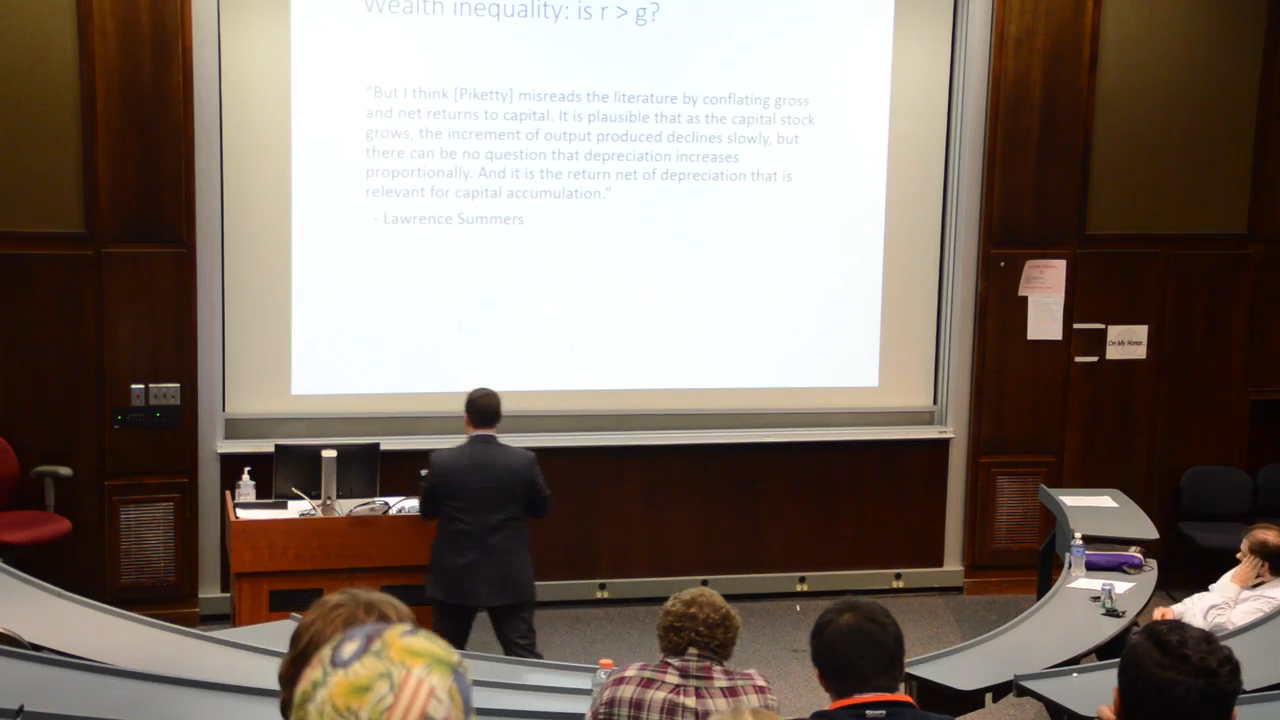 Wealth inequality: is r > g?
“But I think [Piketty] misreads the literature by conflating gross
and net returns to capital. It is plausible that as the capital stock
grows, the increment of output produced declines slowly, but
there can be no question that depreciation increases
proportionally. And it is the return net of depreciation that is
relevant for capital accumulation.”
- Lawrence Summers
On My Honor...